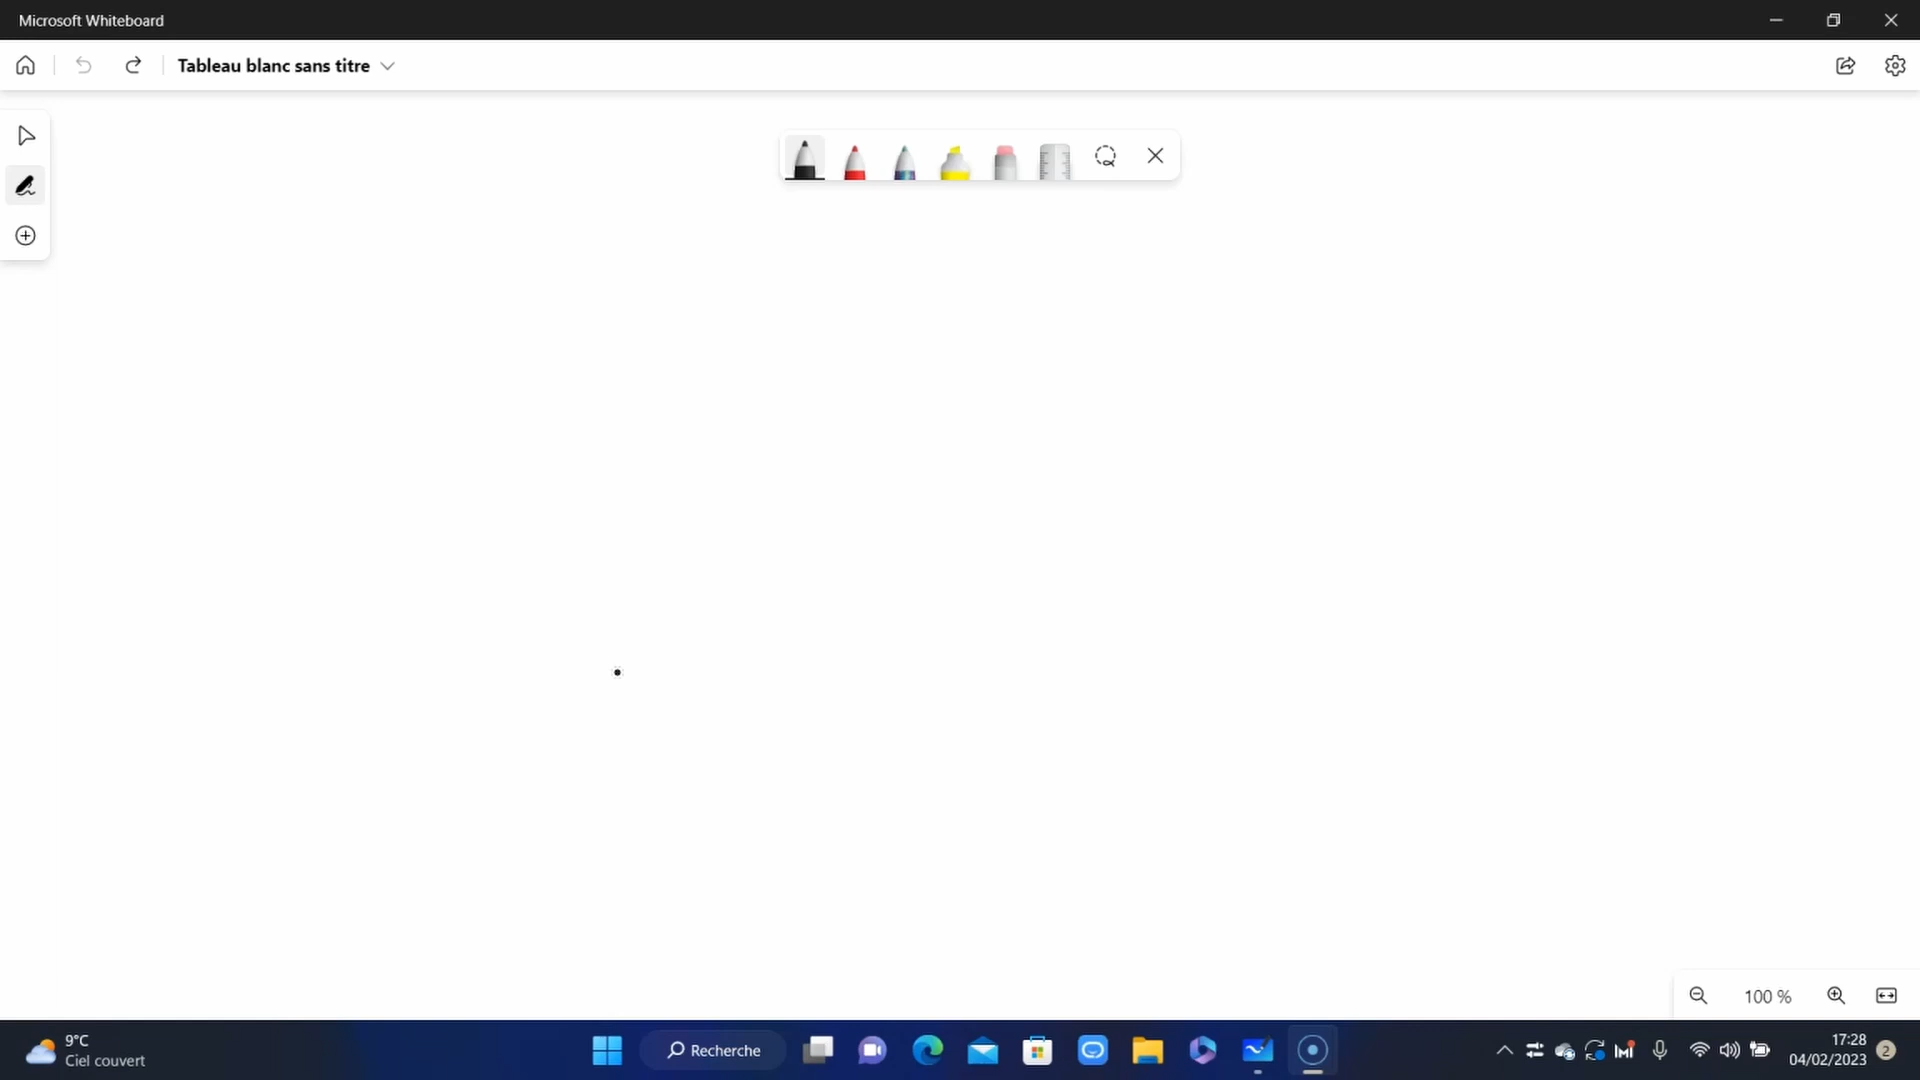 Microsoft Whiteboard
Tableau blanc sans titre
100 %
9°C
Ciel couvert
Recherche
17:28
04/02/2023
2